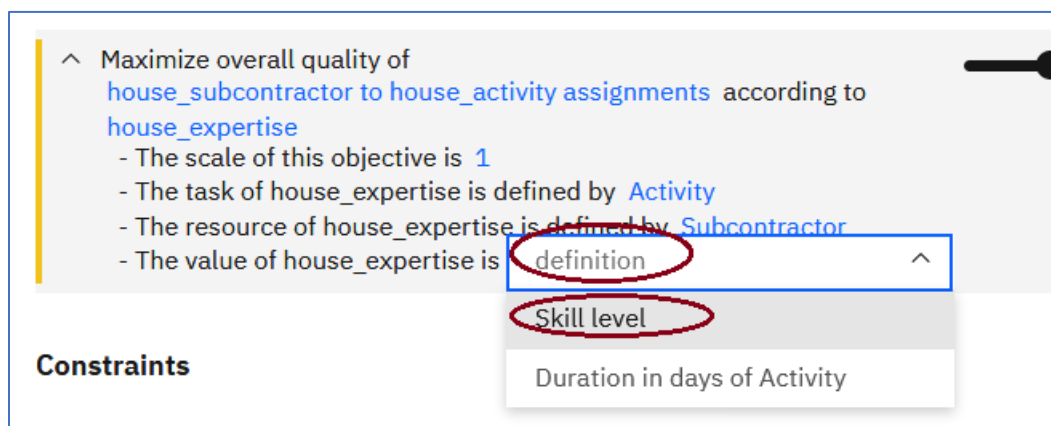 Maximize overall quality of
house_subcontractor to house_activity assignments according to
house_expertise
- The scale of this objective is 1
- The task of house_expertise is defined by Activity
- The resource of house_expertise is defined by Subcontractor
- The value of house_expertise is definition
Skill level
Duration in days of Activity
Constraints